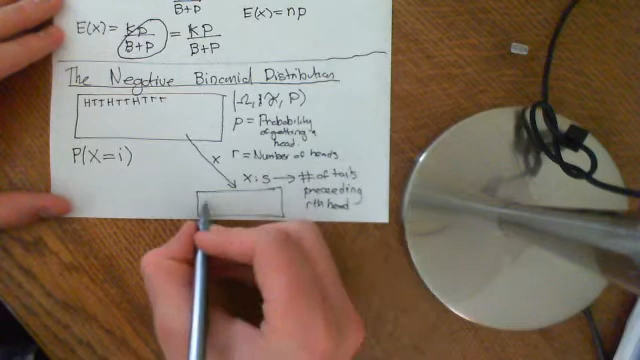 B+P
E(X) = KP/B+P = KP/B+P
E(X) = np
The Negative Binomial Distribution
HTTHTTHTTT
(Ω, F, P)
p = Probability
of getting a
head.
P(X=i)
X
r = Number of heads
X: S → # of tails
preceeding
rth head